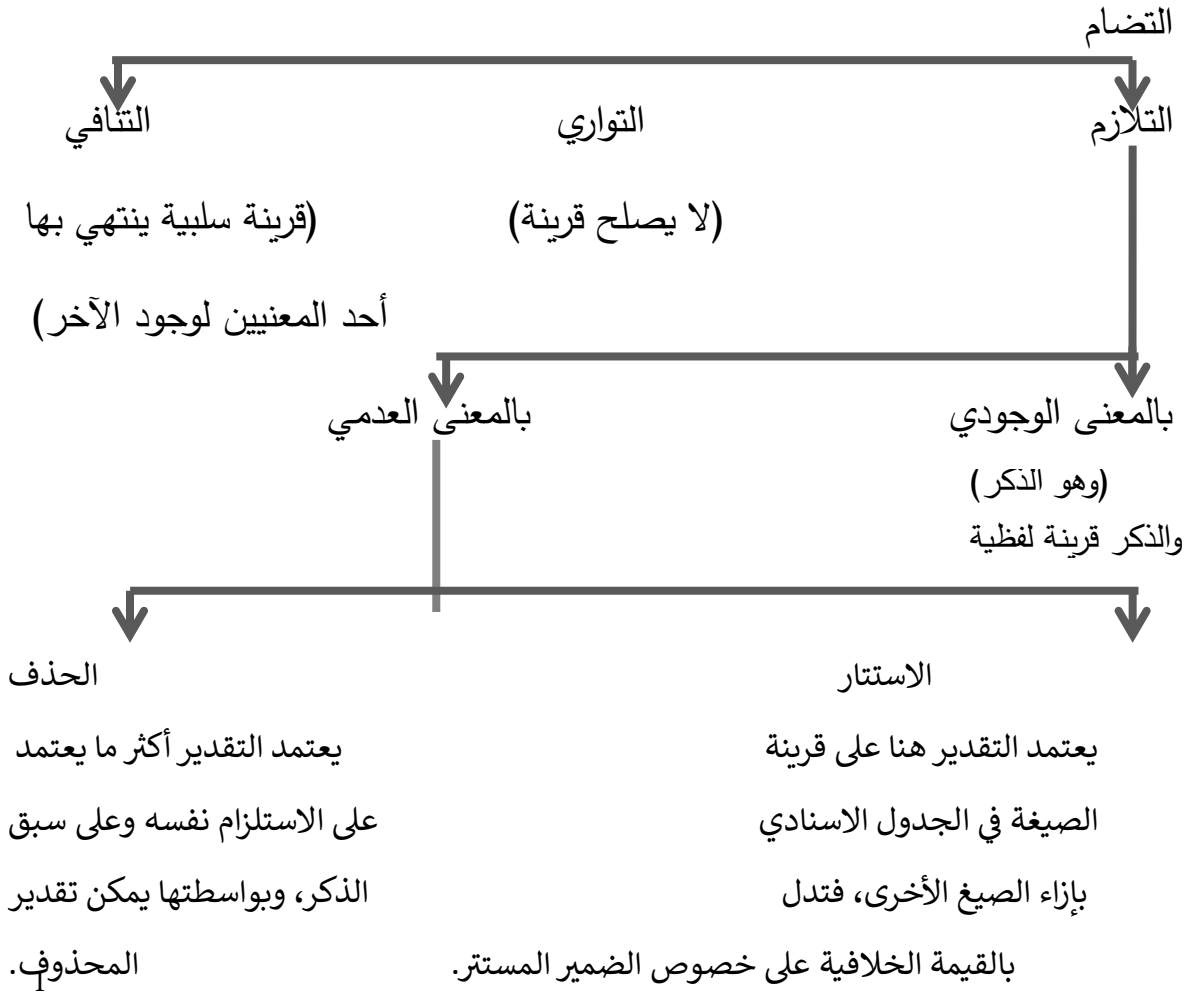 التضام
التلازم التواري التنافي
(لا يصلح قرينة) (قرينة سلبية ينتهي بها
أحد المعنيين لوجود الآخر)
بالمعنى الوجودي بالمعنى العدمي
(وهو الذكر)
والذكر قرينة لفظية
الاستتار الحذف
يعتمد التقدير هنا على قرينة يعتمد التقدير أكثر ما يعتمد
الصيغة في الجدول الاسنادي على الاستلزام نفسه وعلى سبق
بإزاء الصيغ الأخرى، فتدل الذكر، وبواسطتها يمكن تقدير
بالقيمة الخلافية على خصوص الضمير المستتر. المحذوف.
1